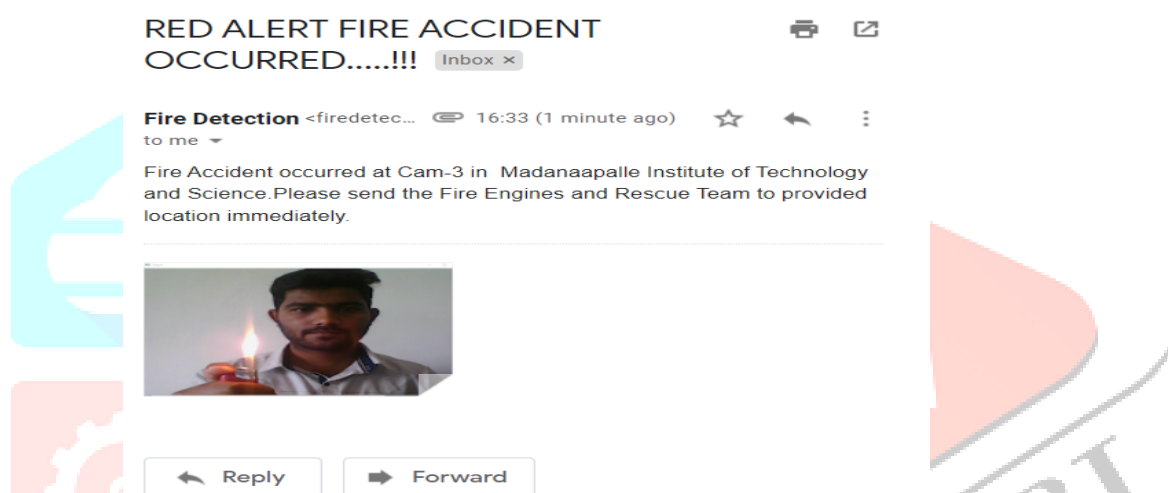 RED ALERT FIRE ACCIDENT
OCCURRED.....!!! Inbox ×
Fire Detection <firedetec... 16:33 (1 minute ago)
to me
Fire Accident occurred at Cam-3 in Madanaapalle Institute of Technology
and Science.Please send the Fire Engines and Rescue Team to provided
location immediately.
Reply Forward